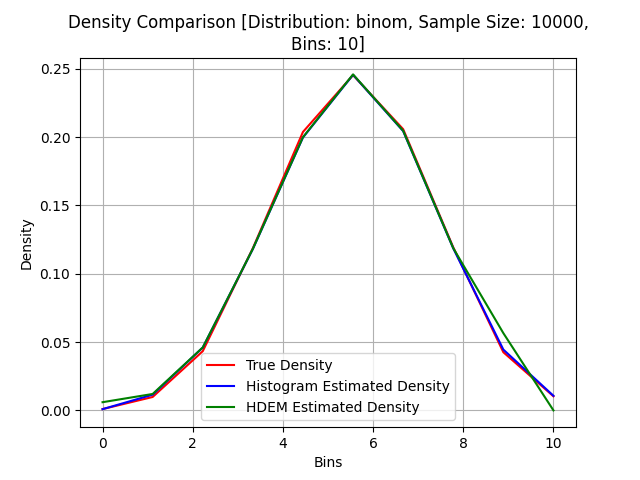 Density Comparison [Distribution: binom, Sample Size: 10000,
Bins: 10]
0.25
0.20
0.15
0.10
0.05
0.00
Density
True Density
Histogram Estimated Density
HDEM Estimated Density
0 2 4 6 8 10
Bins